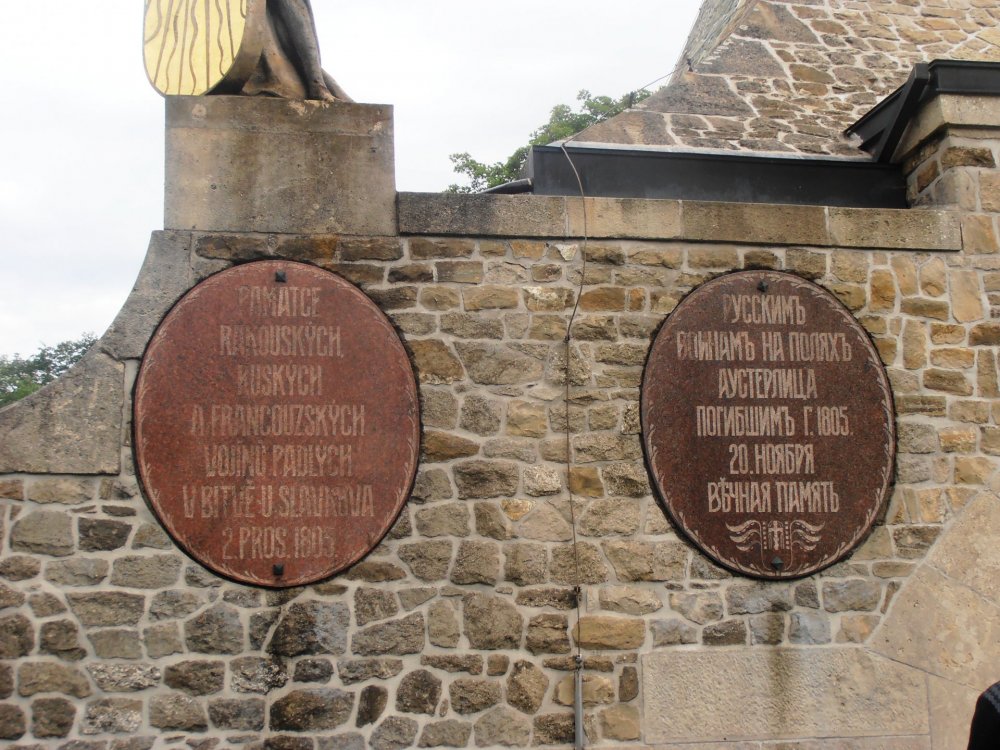 PAMÁTCE
RAKOUSKÝCH,
RUSKÝCH
A FRANCOUZSKÝCH
VOJÍNŮ PADLÝCH
V BITVĚ U SLAVKOVA
2. PROS. 1805.
РУССКИМЪ
ВОИНАМЪ НА ПОЛЯХЪ
АУСТЕРЛИЦА
ПОГИБШИМЪ Г. 1805.
20. НОЯБРЯ
ВѢЧНАЯ ПАМЯТЬ